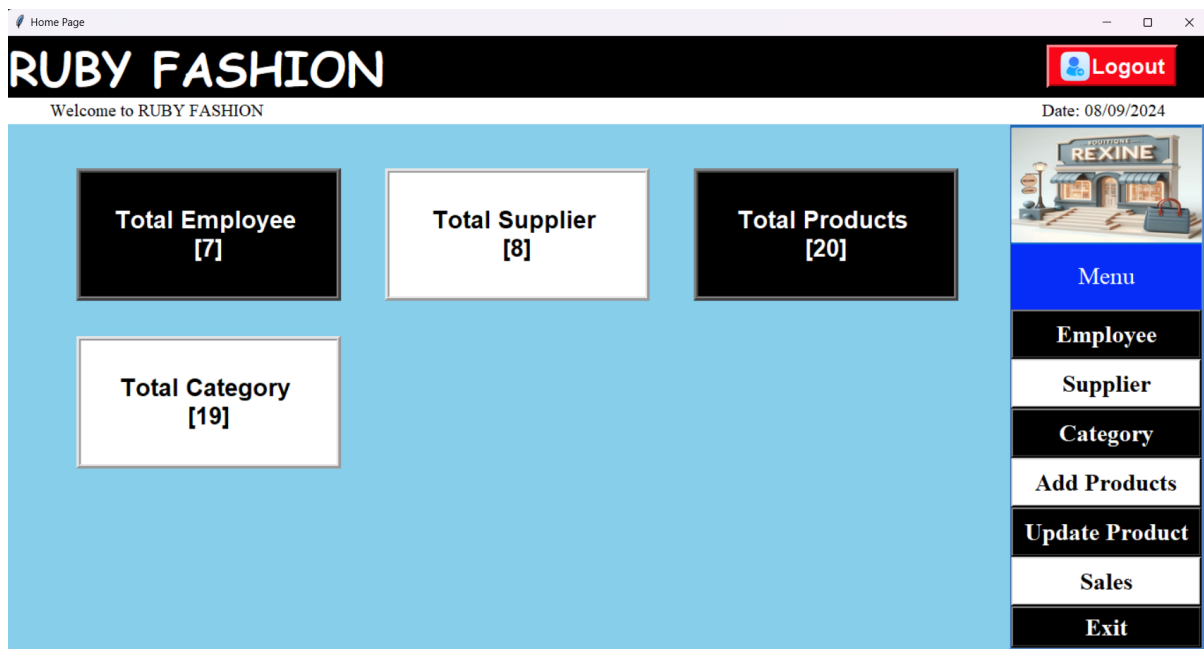 Home Page
RUBY FASHION
Logout
Welcome to RUBY FASHION
Date: 08/09/2024
Total Employee
[7]
Total Supplier
[8]
Total Products
[20]
Total Category
[19]
REXINE
Menu
Employee
Supplier
Category
Add Products
Update Product
Sales
Exit